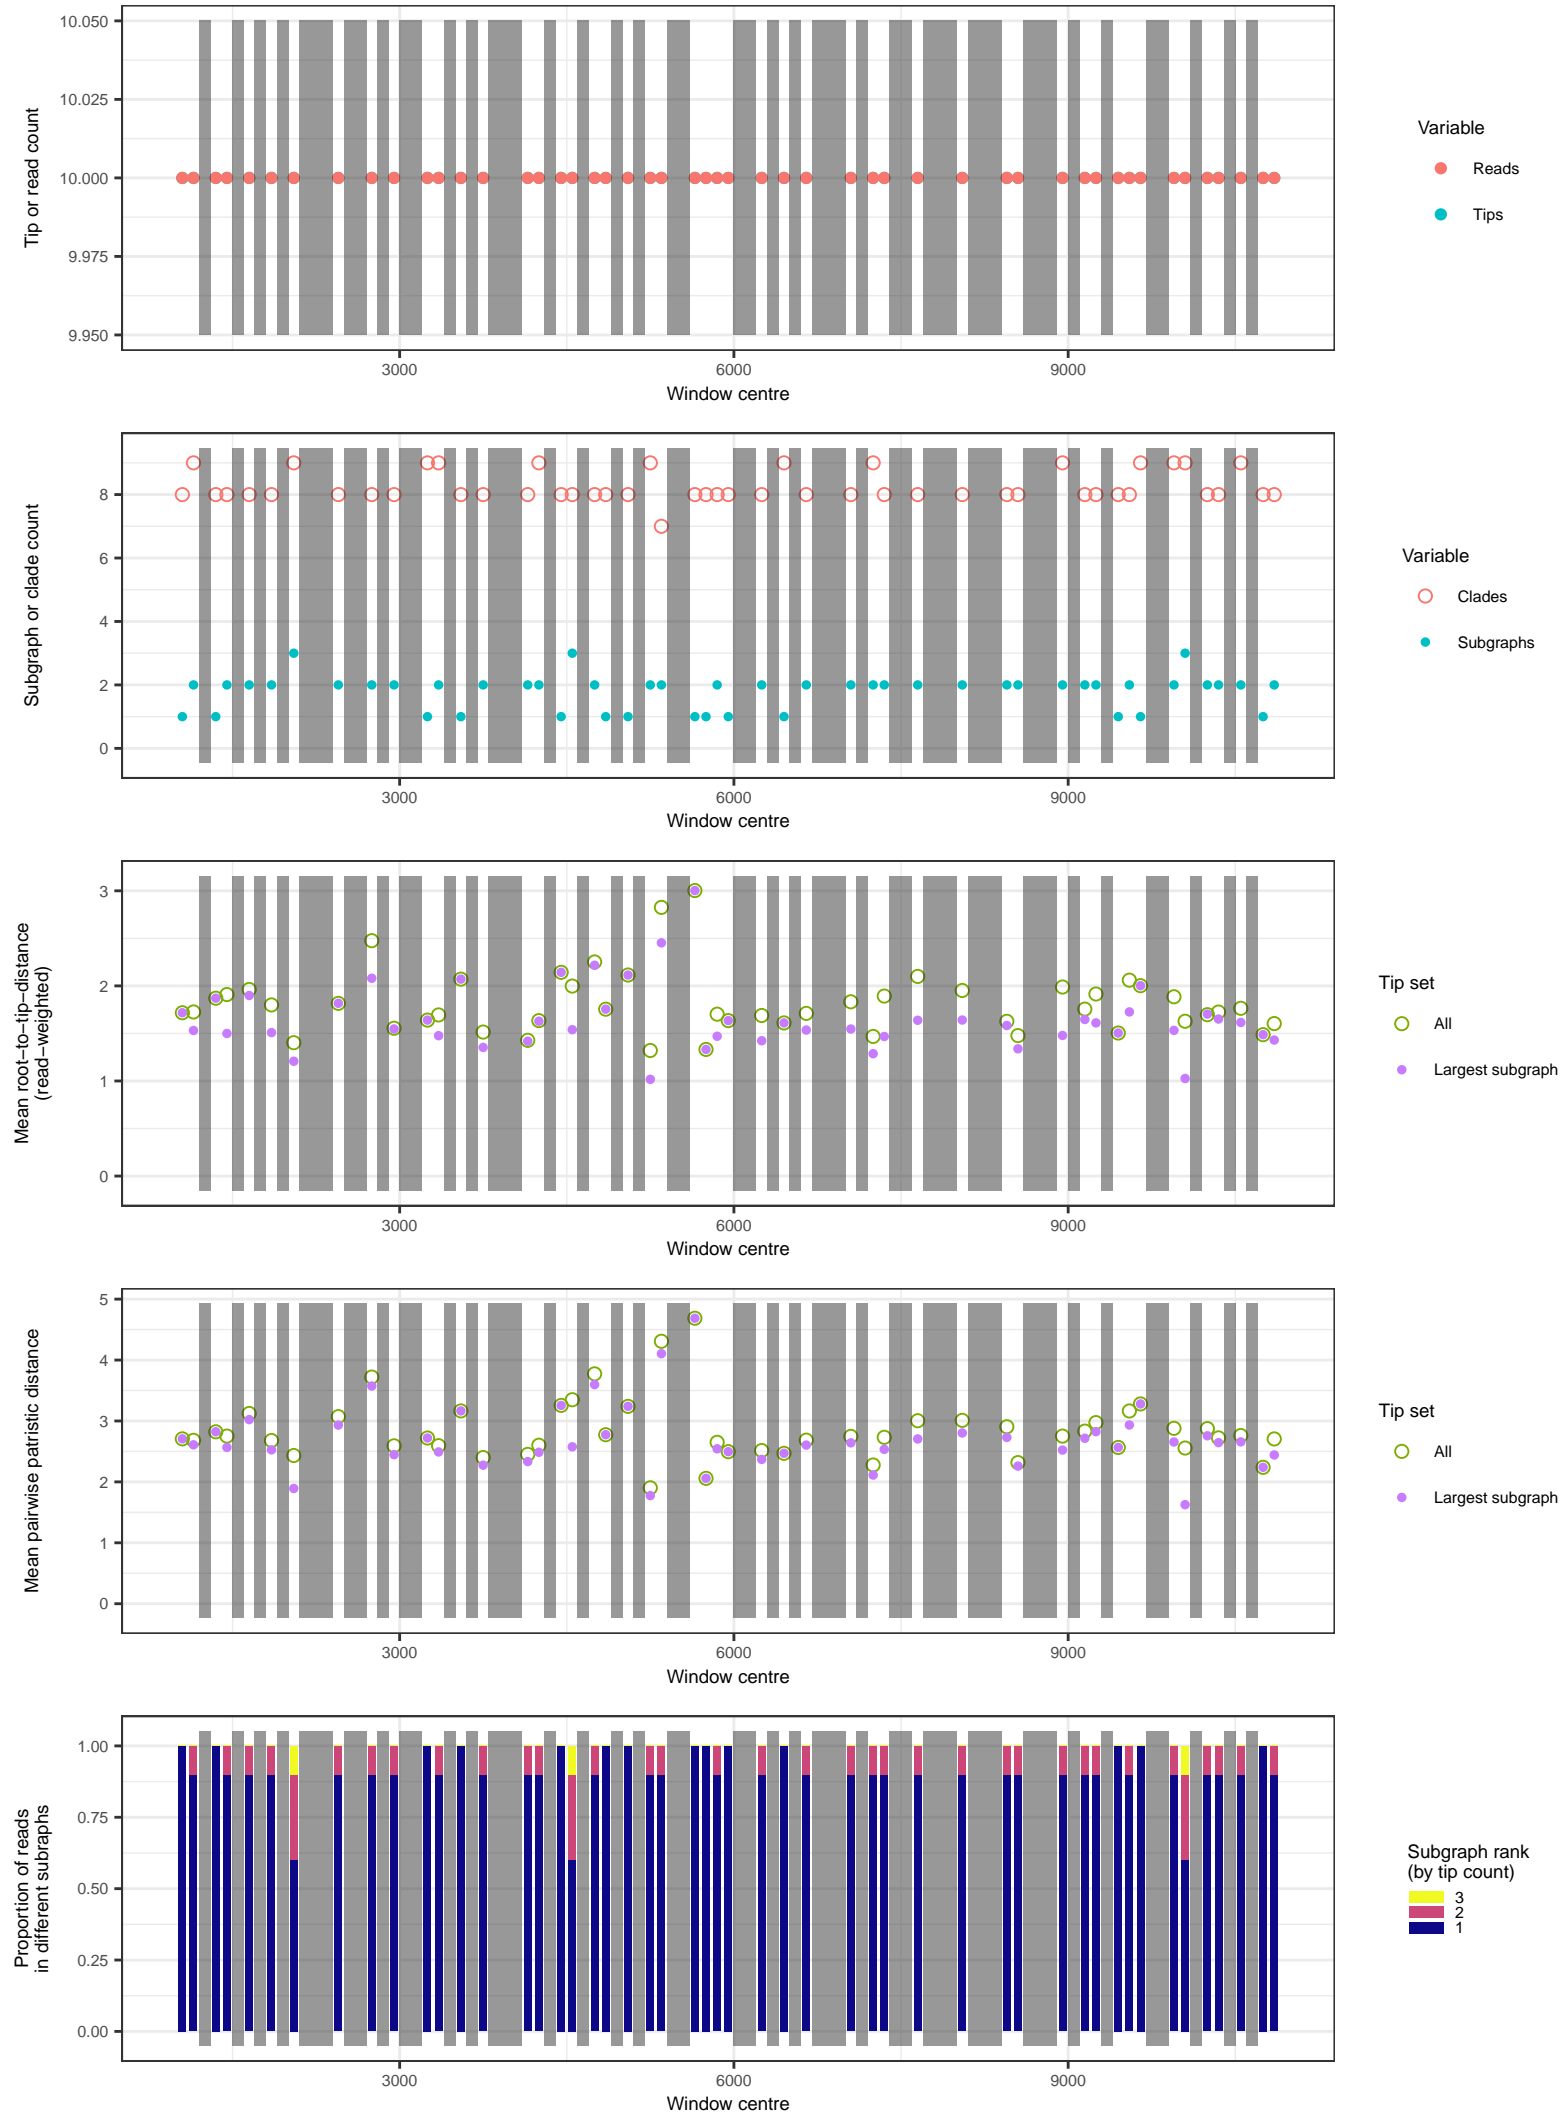 10.050
10.025
10.000
9.975
9.950
Tip or read count
3000
6000
9000
Window centre
Variable
Reads
Tips
8
6
4
2
0
Subgraph or clade count
3000
6000
9000
Window centre
Variable
Clades
Subgraphs
3
2
1
0
Mean root−to−tip−distance
(read−weighted)
3000
6000
9000
Window centre
Tip set
All
Largest subgraph
5
4
3
2
1
0
Mean pairwise patristic distance
3000
6000
9000
Window centre
Tip set
All
Largest subgraph
1.00
0.75
0.50
0.25
0.00
Proportion of reads
in different subraphs
3000
6000
9000
Window centre
Subgraph rank
(by tip count)
3
2
1